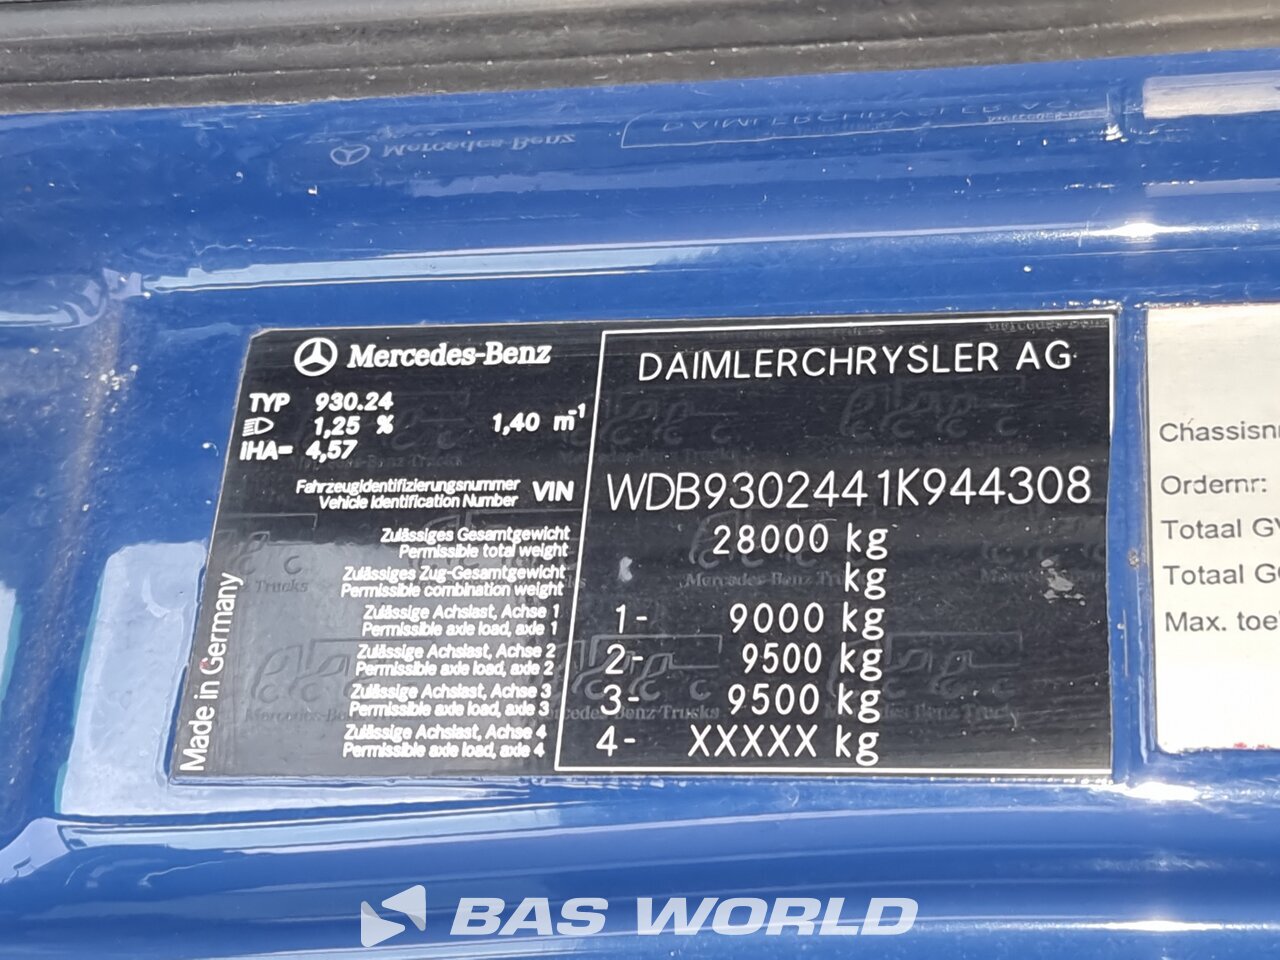 Mercedes-Benz
DAIMLERCHRYSLER AG
TYP 930.24
1,25 % 1,40 m⁻¹
IHA= 4,57
Fahrzeugidentifizierungsnummer
Vehicle Identification Number
VIN WDB9302441K944308
Zulässiges Gesamtgewicht
Permissible total weight
28000 kg
Zulässiges Zug-Gesamtgewicht
Permissible combination weight
kg
Zulässige Achslast, Achse 1
Permissible axle load, axle 1
1- 9000 kg
Zulässige Achslast, Achse 2
Permissible axle load, axle 2
2- 9500 kg
Zulässige Achslast, Achse 3
Permissible axle load, axle 3
3- 9500 kg
Zulässige Achslast, Achse 4
Permissible axle load, axle 4
4- XXXXX kg
Made in Germany
Ordernr:
Totaal
Totaal
Max.
BAS WORLD